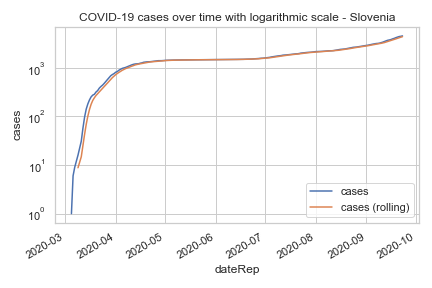 COVID-19 cases over time with logarithmic scale - Slovenia
cases
10³
10²
10¹
10⁰
cases
cases (rolling)
2020-03
2020-04
2020-05
2020-06
2020-07
2020-08
2020-09
2020-10
dateRep